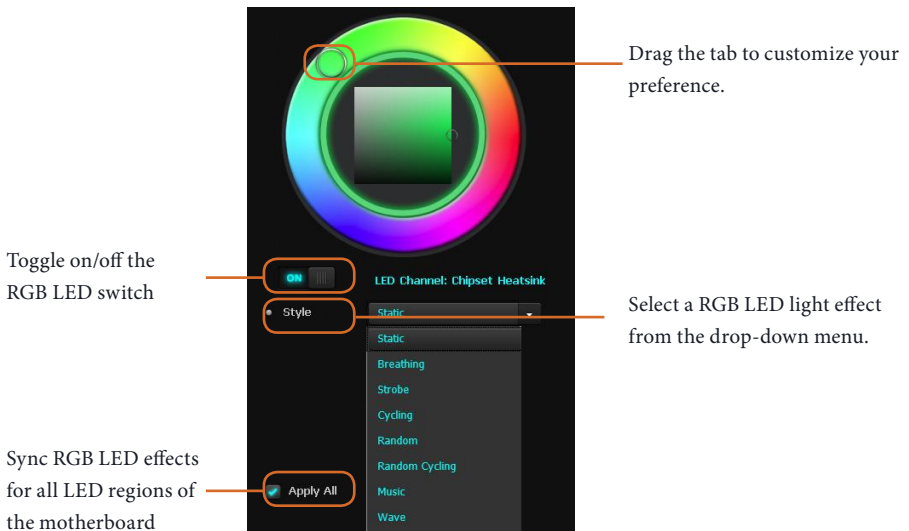 Drag the tab to customize your
preference.
Toggle on/off the
RGB LED switch
ON
LED Channel: Chipset Heatsink
Style
Static
Select a RGB LED light effect
from the drop-down menu.
Static
Breathing
Strobe
Cycling
Random
Random Cycling
Music
Wave
Sync RGB LED effects
for all LED regions of
the motherboard
Apply All